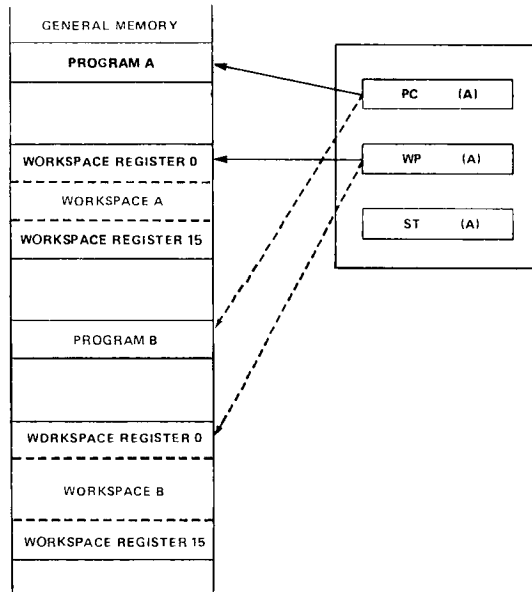 GENERAL MEMORY
PROGRAM A
WORKSPACE REGISTER 0
WORKSPACE A
WORKSPACE REGISTER 15
PROGRAM B
WORKSPACE REGISTER 0
WORKSPACE B
WORKSPACE REGISTER 15
PC (A)
WP (A)
ST (A)